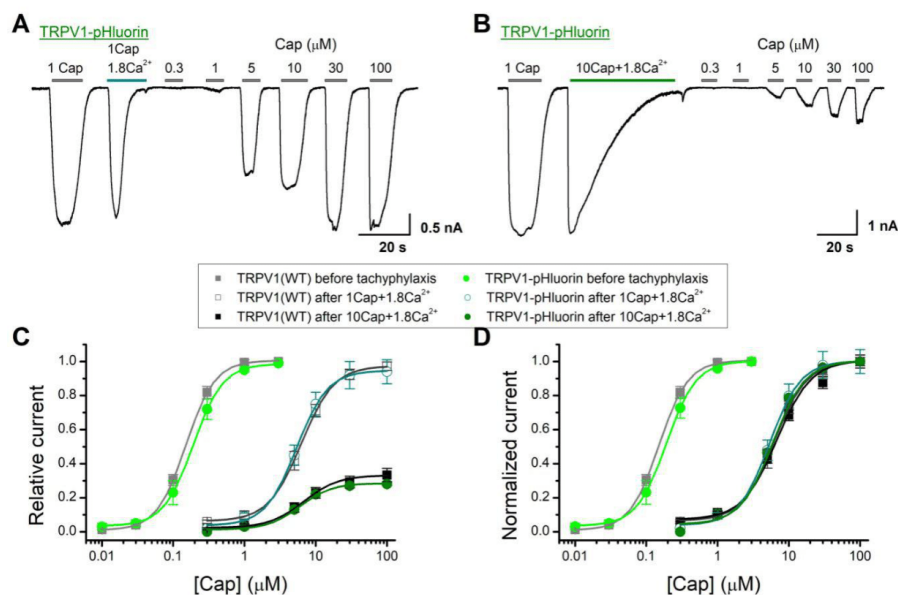 A
TRPV1-pHluorin
1Cap
Cap (μM)
1 Cap 1.8Ca²⁺ 0.3 1 5 10 30 100
0.5 nA
20 s
B
TRPV1-pHluorin
Cap (μM)
1 Cap 10Cap+1.8Ca²⁺ 0.3 1 5 10 30 100
1 nA
20 s
TRPV1(WT) before tachyphylaxis
TRPV1(WT) after 1Cap+1.8Ca²⁺
TRPV1(WT) after 10Cap+1.8Ca²⁺
TRPV1-pHluorin before tachyphylaxis
TRPV1-pHluorin after 1Cap+1.8Ca²⁺
TRPV1-pHluorin after 10Cap+1.8Ca²⁺
C
Relative current
1.0
0.8
0.6
0.4
0.2
0.0
0.01 0.1 1 10 100
[Cap] (μM)
D
Normalized current
1.0
0.8
0.6
0.4
0.2
0.0
0.01 0.1 1 10 100
[Cap] (μM)